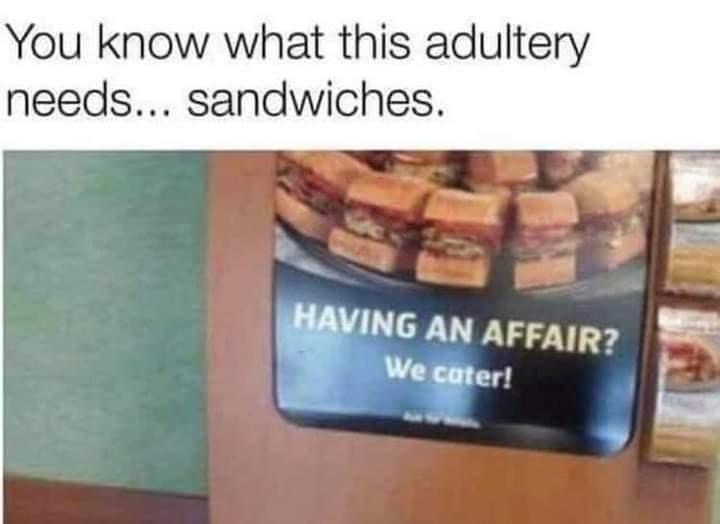 You know what this adultery
needs... sandwiches.
HAVING AN AFFAIR?
We cater!